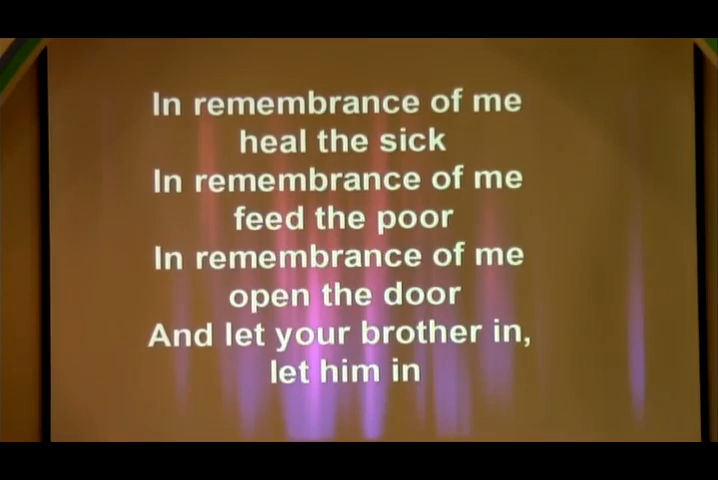 In remembrance of me
heal the sick
In remembrance of me
feed the poor
In remembrance of me
open the door
And let your brother in,
let him in